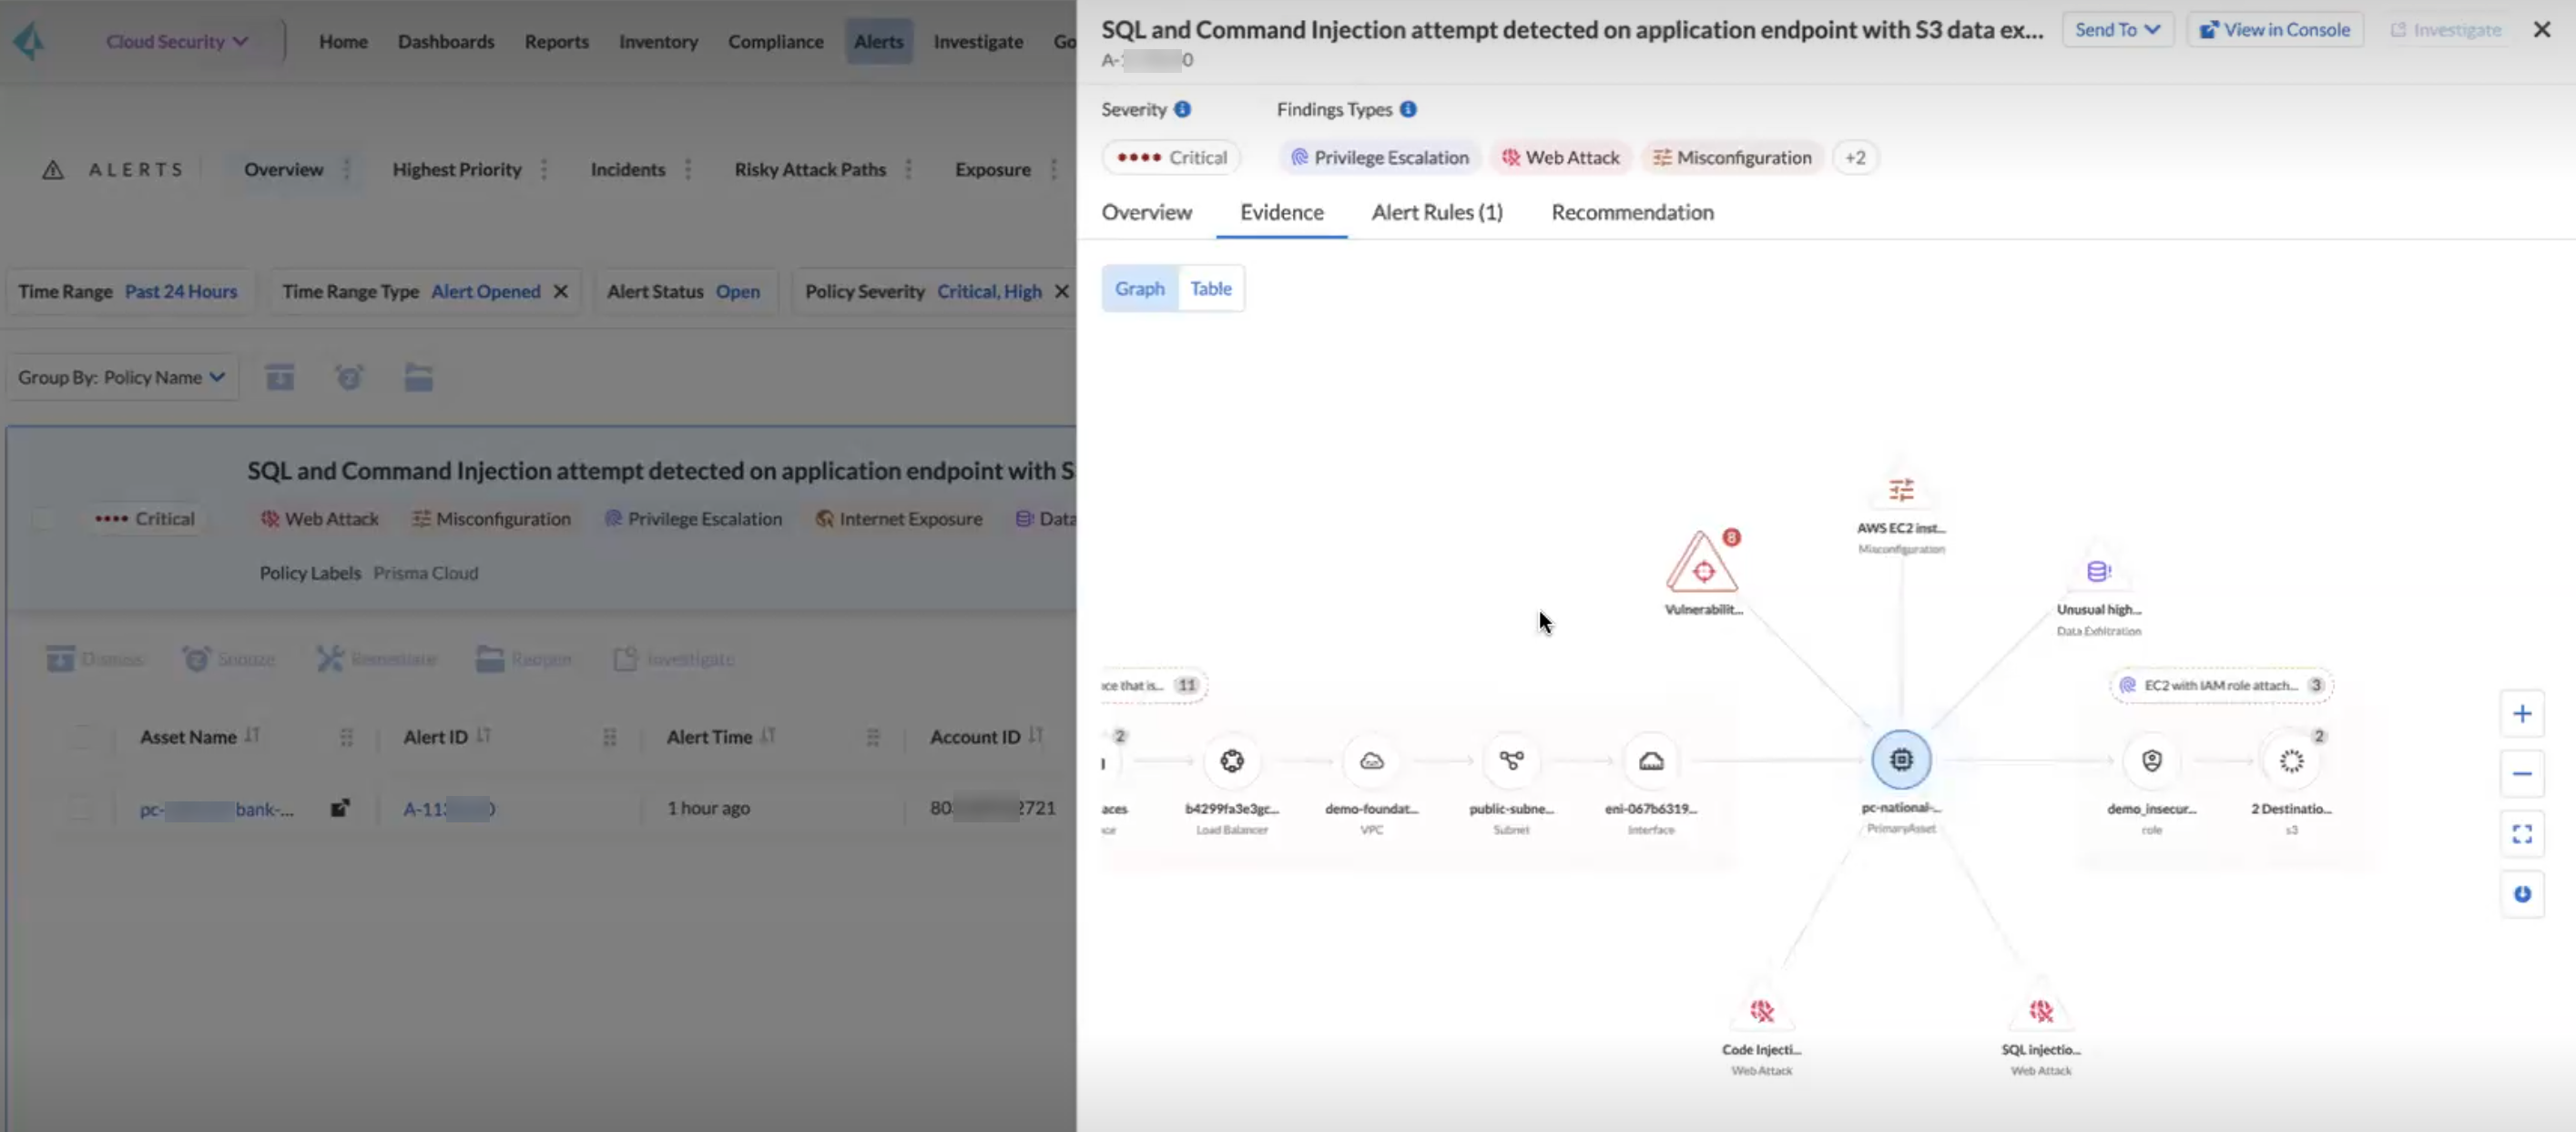 Cloud Security
Home Dashboards Reports Inventory Compliance Alerts Investigate Go
ALERTS Overview Highest Priority Incidents Risky Attack Paths Exposure
Time Range Past 24 Hours Time Range Type Alert Opened Alert Status Open Policy Severity Critical, High
Group By: Policy Name
SQL and Command Injection attempt detected on application endpoint with S
Critical Web Attack Misconfiguration Privilege Escalation Internet Exposure Data
Policy Labels Prisma Cloud
Dismiss Snooze Remediate Reopen Investigate
Asset Name Alert ID Alert Time Account ID
pc- bank-... A-11 1 hour ago 80 2721
SQL and Command Injection attempt detected on application endpoint with S3 data ex... Send To View in Console Investigate
A- 0
Severity Findings Types
Critical Privilege Escalation Web Attack Misconfiguration +2
Overview Evidence Alert Rules (1) Recommendation
Graph Table
AWS EC2 inst...
Misconfiguration
8
Vulnerabilit...
Unusual high...
Data Exfiltration
ce that is... 11
EC2 with IAM role attach... 3
2
2
aces b4299fa3e3gc... demo-foundat... public-subne... eni-067b6319... pc-national-... demo_insecur... 2 Destinatio...
ce Load Balancer VPC Subnet Interface PrimaryAsset role s3
Code Injecti... SQL injectio...
Web Attack Web Attack